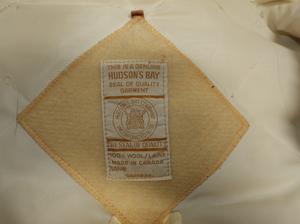 THIS IS A GENUINE
HUDSON'S BAY
SEAL OF QUALITY
GARMENT
THE SEAL OF QUALITY
100% WOOL/LAINE
MADE IN CANADA